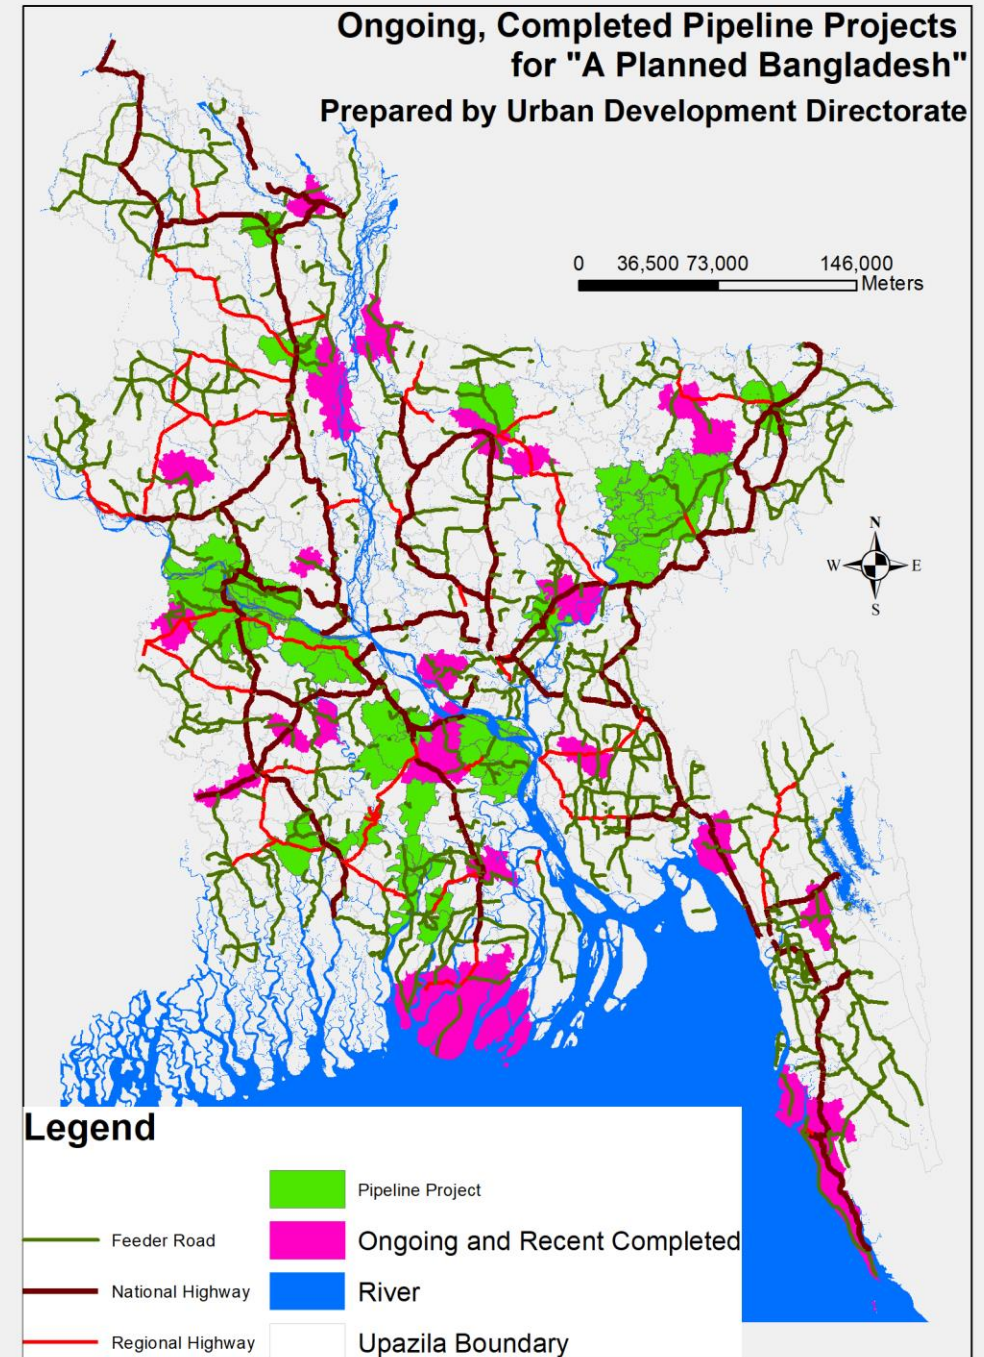 Ongoing, Completed Pipeline Projects
for "A Planned Bangladesh"
Prepared by Urban Development Directorate
0 36,500 73,000 146,000
Meters
N
W E
S
Legend
Pipeline Project
Feeder Road
Ongoing and Recent Completed
National Highway
River
Regional Highway
Upazila Boundary